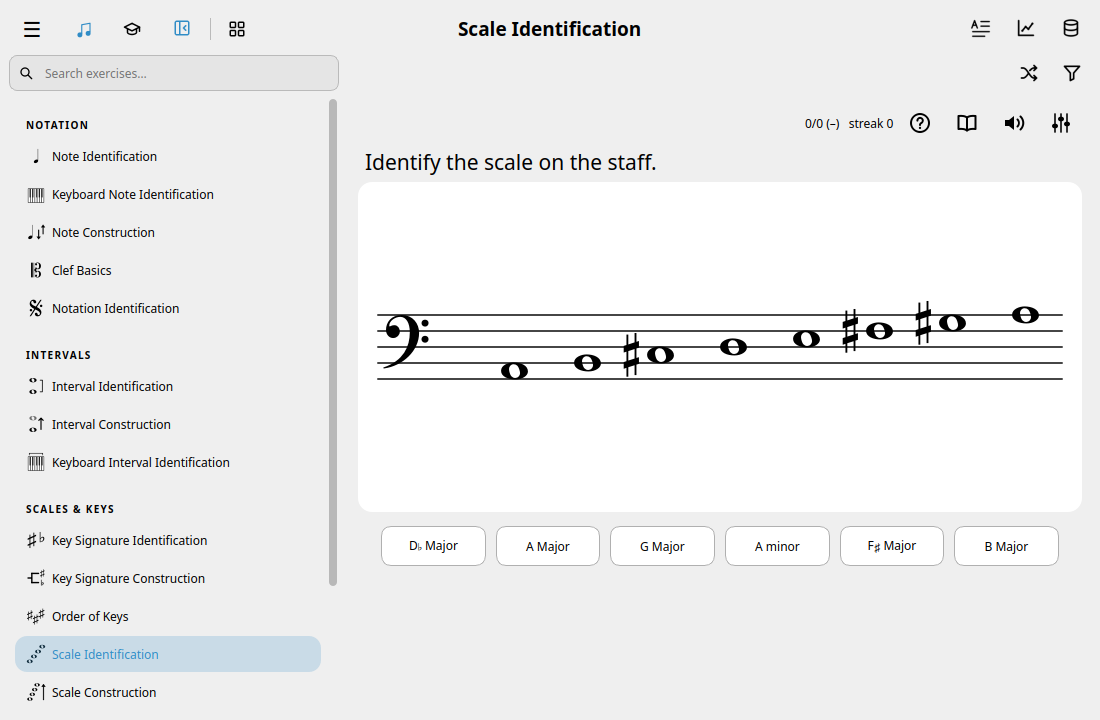 Scale Identification
Search exercises...
0/0 (–) streak 0
NOTATION
Note Identification
Keyboard Note Identification
Note Construction
Clef Basics
Notation Identification
INTERVALS
Interval Identification
Interval Construction
Keyboard Interval Identification
SCALES & KEYS
Key Signature Identification
Key Signature Construction
Order of Keys
Scale Identification
Scale Construction
Identify the scale on the staff.
D♭ Major
A Major
G Major
A minor
F♯ Major
B Major